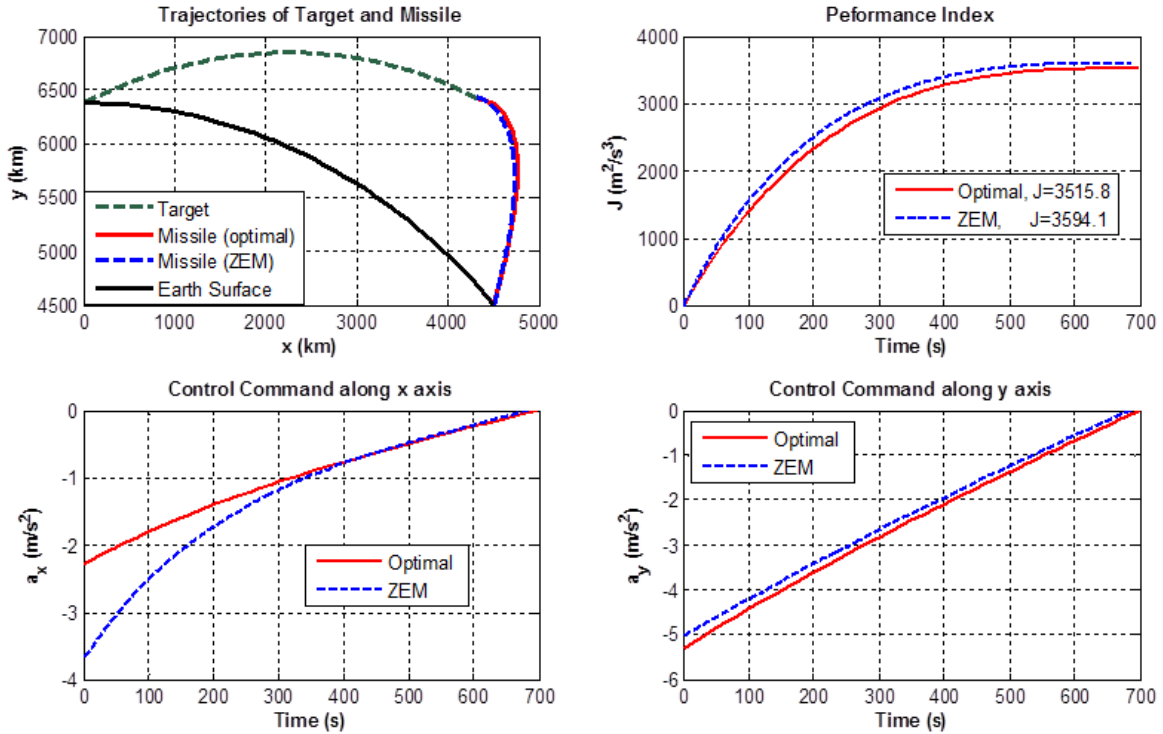 Trajectories of Target and Missile
7000
6500
6000
5500
5000
4500
y (km)
Target
Missile (optimal)
Missile (ZEM)
Earth Surface
0 1000 2000 3000 4000 5000
x (km)
Peformance Index
4000
3000
2000
1000
0
J (m²/s³)
Optimal, J=3515.8
ZEM, J=3594.1
0 100 200 300 400 500 600 700
Time (s)
Control Command along x axis
0
-1
-2
-3
-4
a_x (m/s²)
Optimal
ZEM
0 100 200 300 400 500 600 700
Time (s)
Control Command along y axis
0
-1
-2
-3
-4
-5
-6
a_y (m/s²)
Optimal
ZEM
0 100 200 300 400 500 600 700
Time (s)